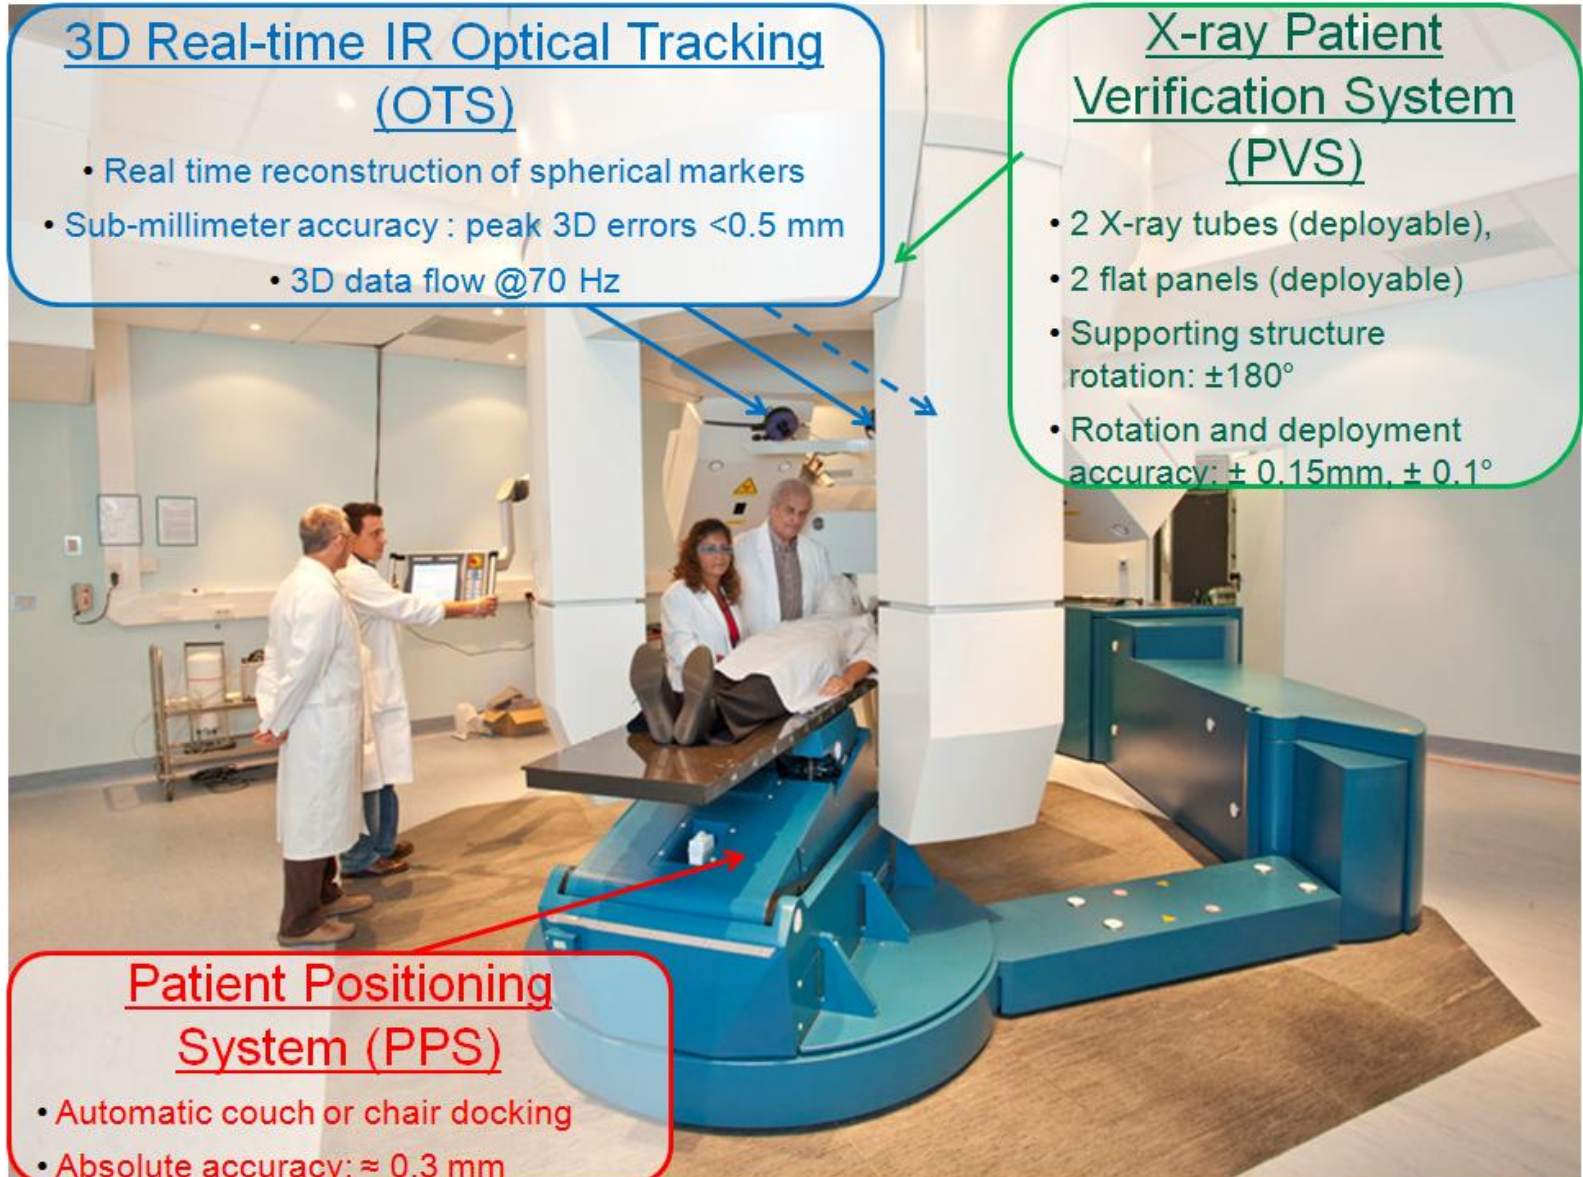 3D Real-time IR Optical Tracking
(OTS)
• Real time reconstruction of spherical markers
• Sub-millimeter accuracy : peak 3D errors <0.5 mm
• 3D data flow @70 Hz
X-ray Patient
Verification System
(PVS)
• 2 X-ray tubes (deployable),
• 2 flat panels (deployable)
• Supporting structure
rotation: ±180°
• Rotation and deployment
accuracy: ± 0.15mm, ± 0.1°
Patient Positioning
System (PPS)
• Automatic couch or chair docking
• Absolute accuracy: ≈ 0.3 mm